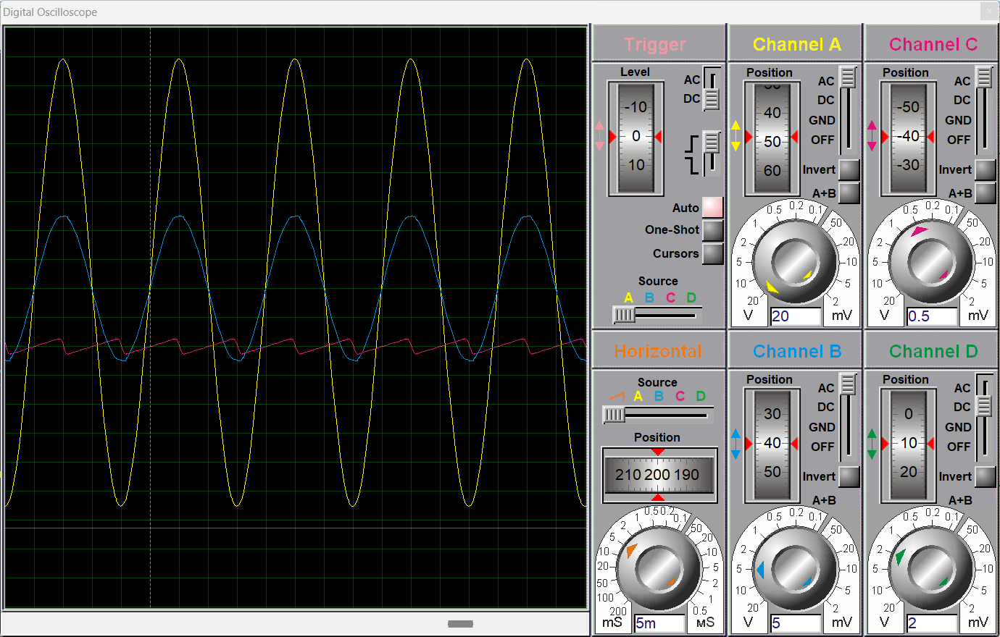 Digital Oscilloscope
Trigger
Level
AC
DC
-10
0
10
Auto
One-Shot
Cursors
Source
A B C D
Channel A
Position
AC
DC
GND
OFF
40
50
60
Invert
A+B
0.5 0.2 0.1
1
2
5
10
20
V
50
20
10
5
2
mV
20
Channel C
Position
AC
DC
GND
OFF
-50
-40
-30
Invert
A+B
0.5 0.2 0.1
1
2
5
10
20
V
50
20
10
5
2
mV
0.5
Horizontal
Source
A B C D
Position
210 200 190
0.5 0.2 0.1
1
2
5
10
20
50
100
200
mS
50
20
10
5
2
1
0.5
мS
5m
Channel B
Position
AC
DC
GND
OFF
30
40
50
Invert
A+B
0.5 0.2 0.1
1
2
5
10
20
V
50
20
10
5
2
mV
5
Channel D
Position
AC
DC
GND
OFF
0
10
20
Invert
A+B
0.5 0.2 0.1
1
2
5
10
20
V
50
20
10
5
2
mV
2